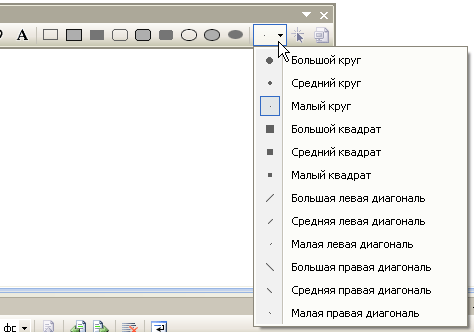 A
Большой круг
Средний круг
Малый круг
Большой квадрат
Средний квадрат
Малый квадрат
Большая левая диагональ
Средняя левая диагональ
Малая левая диагональ
Большая правая диагональ
Средняя правая диагональ
Малая правая диагональ
фс